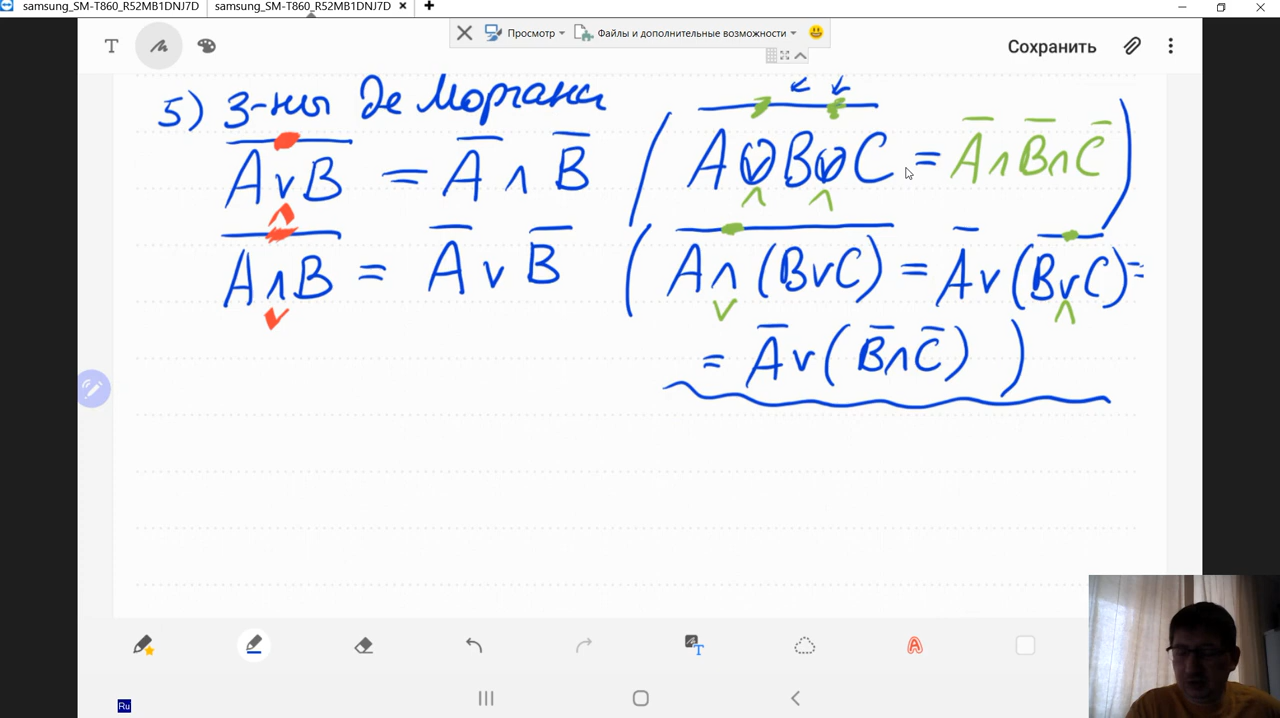 samsung_SM-T860_R52MB1DNJ7D samsung_SM-T860_R52MB1DNJ7D
Просмотр Файлы и дополнительные возможности
T Сохранить
5) З-ны де Моргана
A̅ ̅v̅ ̅B̅ = A̅ ∧ B̅ ( A̅ ̅v̅ ̅B̅ ̅v̅ ̅C̅ = A̅ ∧ B̅ ∧ C̅ )
∧ ∧ ∧
A̅ ̅∧̅ ̅B̅ = A̅ v B̅ ( A̅ ̅∧̅ ̅(̅B̅ ̅v̅ ̅C̅)̅ = A̅ v (B̅ ̅v̅ ̅C̅) =
v v ∧
= A̅ v (B̅ ∧ C̅) )
T A
Ru